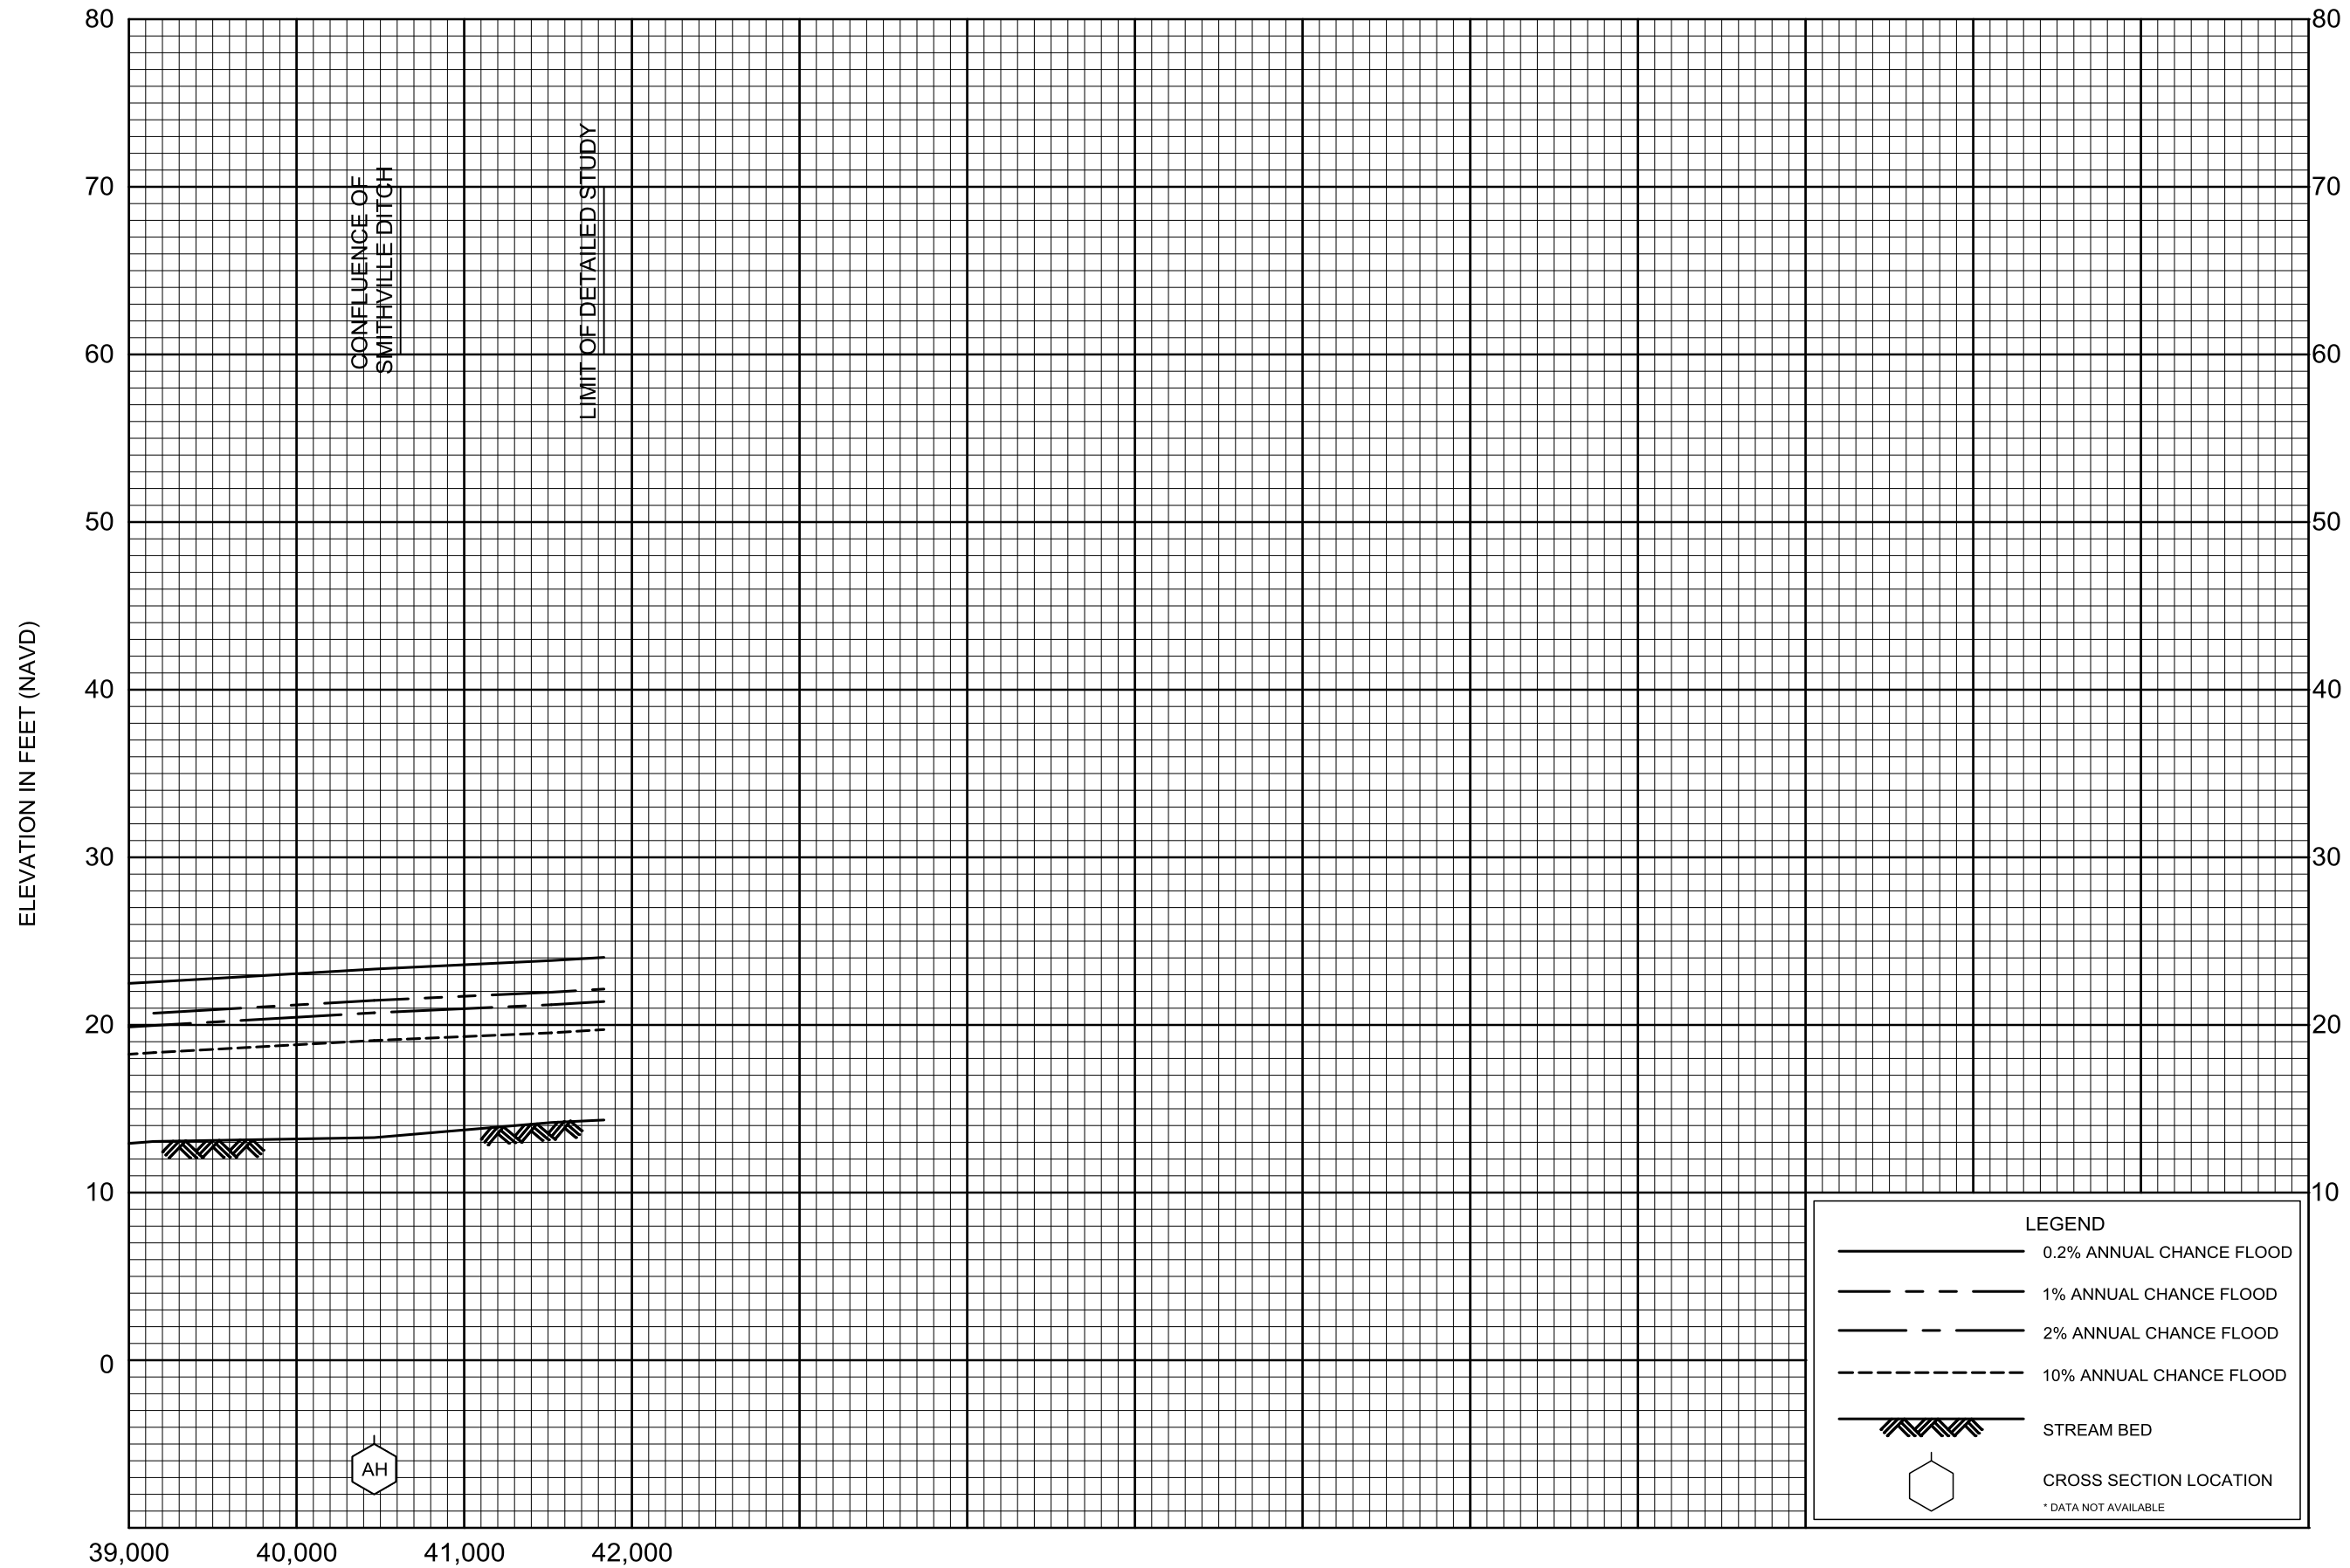 80
70
60
50
40
30
20
10
0
ELEVATION IN FEET (NAVD)
CONFLUENCE OF
SMITHVILLE DITCH
LIMIT OF DETAILED STUDY
80
70
60
50
40
30
20
10
AH
39,000
40,000
41,000
42,000
LEGEND
0.2% ANNUAL CHANCE FLOOD
1% ANNUAL CHANCE FLOOD
2% ANNUAL CHANCE FLOOD
10% ANNUAL CHANCE FLOOD
STREAM BED
CROSS SECTION LOCATION
* DATA NOT AVAILABLE